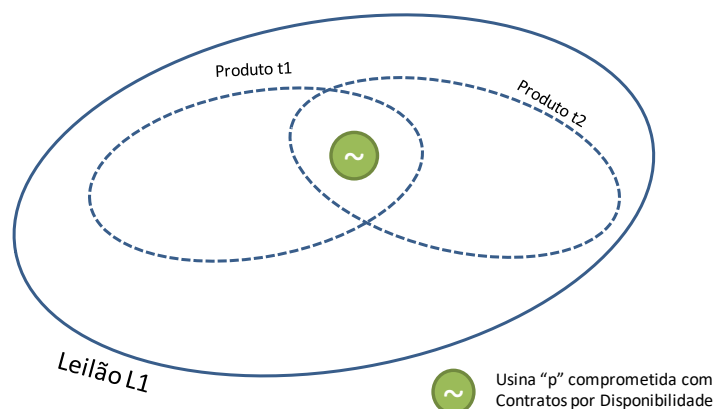 Produto t1
Produto t2
~
Leilão L1
~
Usina “p” comprometida com
Contratos por Disponibilidade